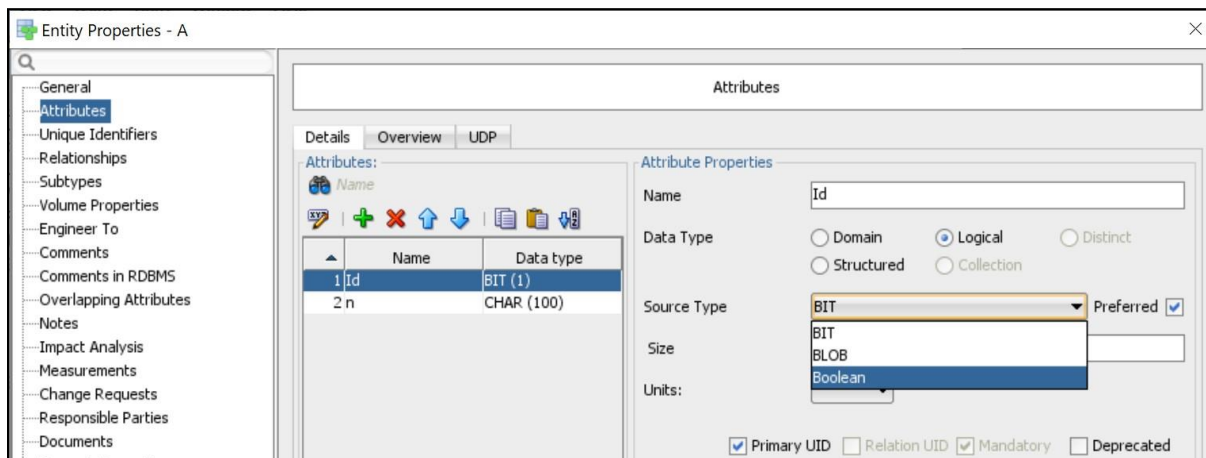 Entity Properties - A
General
Attributes
Unique Identifiers
Relationships
Subtypes
Volume Properties
Engineer To
Comments
Comments in RDBMS
Overlapping Attributes
Notes
Impact Analysis
Measurements
Change Requests
Responsible Parties
Documents
Attributes
Details Overview UDP
Attributes:
Name
Name Data type
1 Id BIT (1)
2 n CHAR (100)
Attribute Properties
Name Id
Data Type Domain Logical Distinct
Structured Collection
Source Type BIT Preferred
BIT
Size BLOB
Boolean
Units:
Primary UID Relation UID Mandatory Deprecated